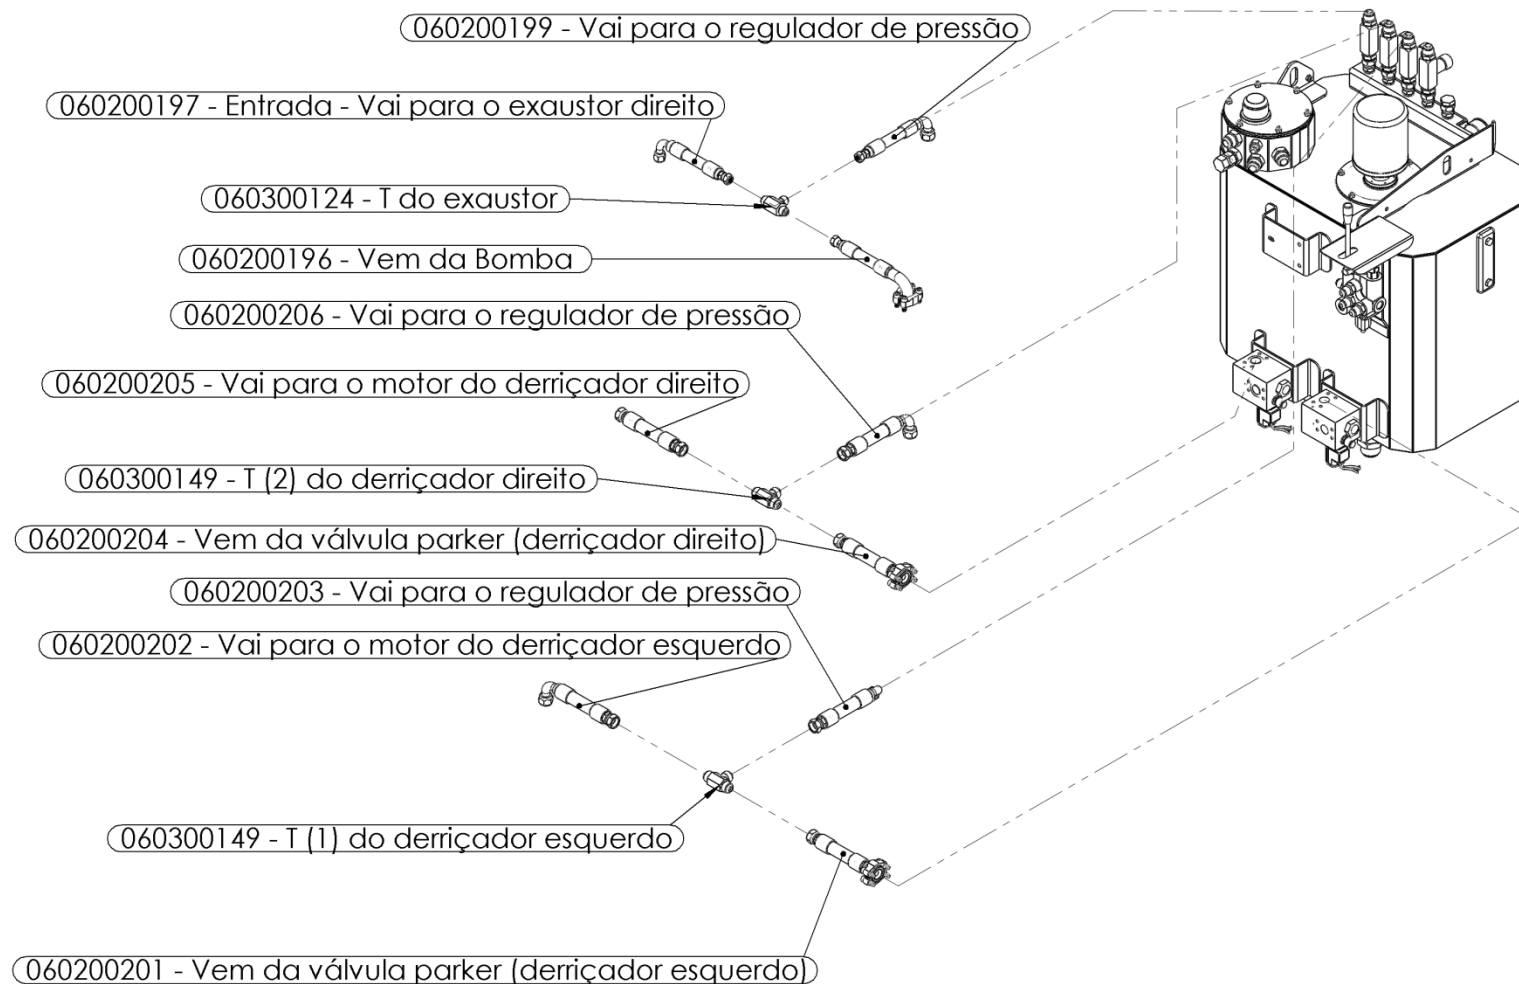 060200199 - Vai para o regulador de pressão
060200197 - Entrada - Vai para o exaustor direito
060300124 - T do exaustor
060200196 - Vem da Bomba
060200206 - Vai para o regulador de pressão
060200205 - Vai para o motor do derriçador direito
060300149 - T (2) do derriçador direito
060200204 - Vem da válvula parker (derriçador direito)
060200203 - Vai para o regulador de pressão
060200202 - Vai para o motor do derriçador esquerdo
060300149 - T (1) do derriçador esquerdo
060200201 - Vem da válvula parker (derriçador esquerdo)